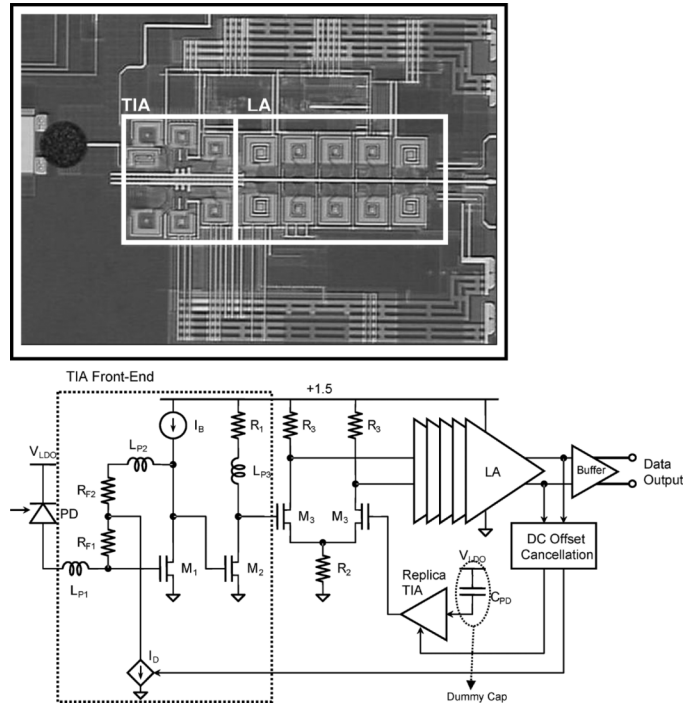 TIA LA
TIA Front-End
+1.5
I_B
R_1
R_3
R_3
L_P2
V_LDO
L_P3
R_F2
LA
Buffer
Data
Output
PD
R_F1
M_3
M_3
DC Offset
Cancellation
M_1
M_2
R_2
Replica
TIA
V_LDO
C_PD
L_P1
I_D
Dummy Cap